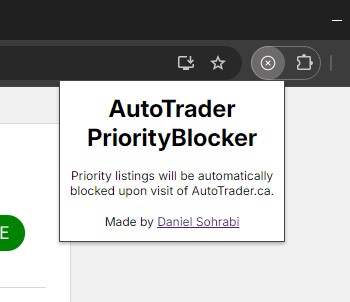 AutoTrader
PriorityBlocker
Priority listings will be automatically
blocked upon visit of AutoTrader.ca.
Made by Daniel Sohrabi
E